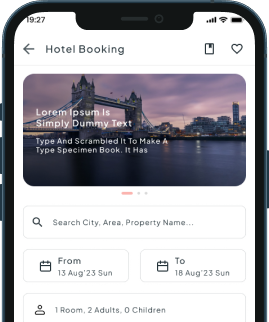 19:27
Hotel Booking
Lorem Ipsum Is
Simply Dummy Text
Type And Scrambled It To Make A
Type Specimen Book. It Has
Search City, Area, Property Name...
From
13 Aug'23 Sun
To
18 Aug'23 Sun
1 Room, 2 Adults, 0 Children